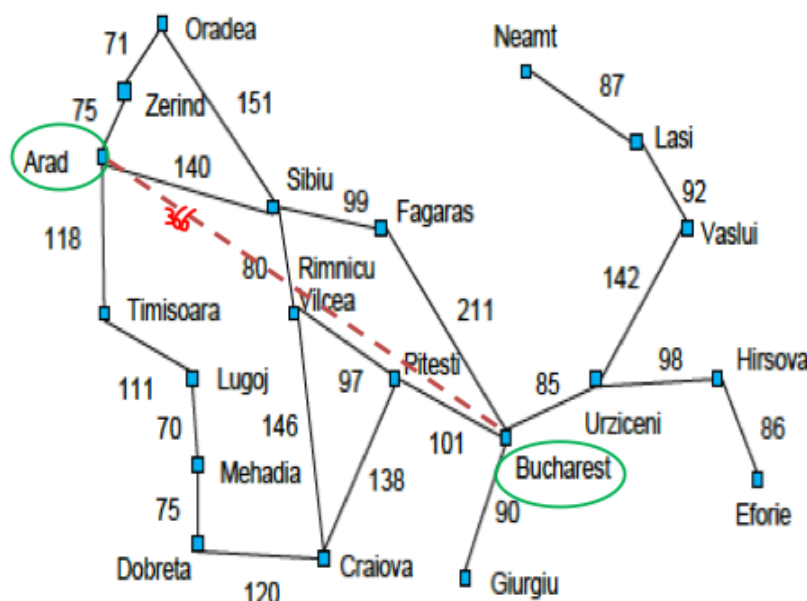 Oradea
Neamt
71
87
Zerind
151
75
Lasi
Arad
140
Sibiu
92
99
Fagaras
366
Vaslui
118
80
Rimnicu
Vilcea
142
Timisoara
211
Pitesti
98
Hirsova
111
Lugoj
97
85
Urziceni
70
146
101
86
Mehadia
138
Bucharest
75
90
Eforie
Dobreta
Craiova
120
Giurgiu